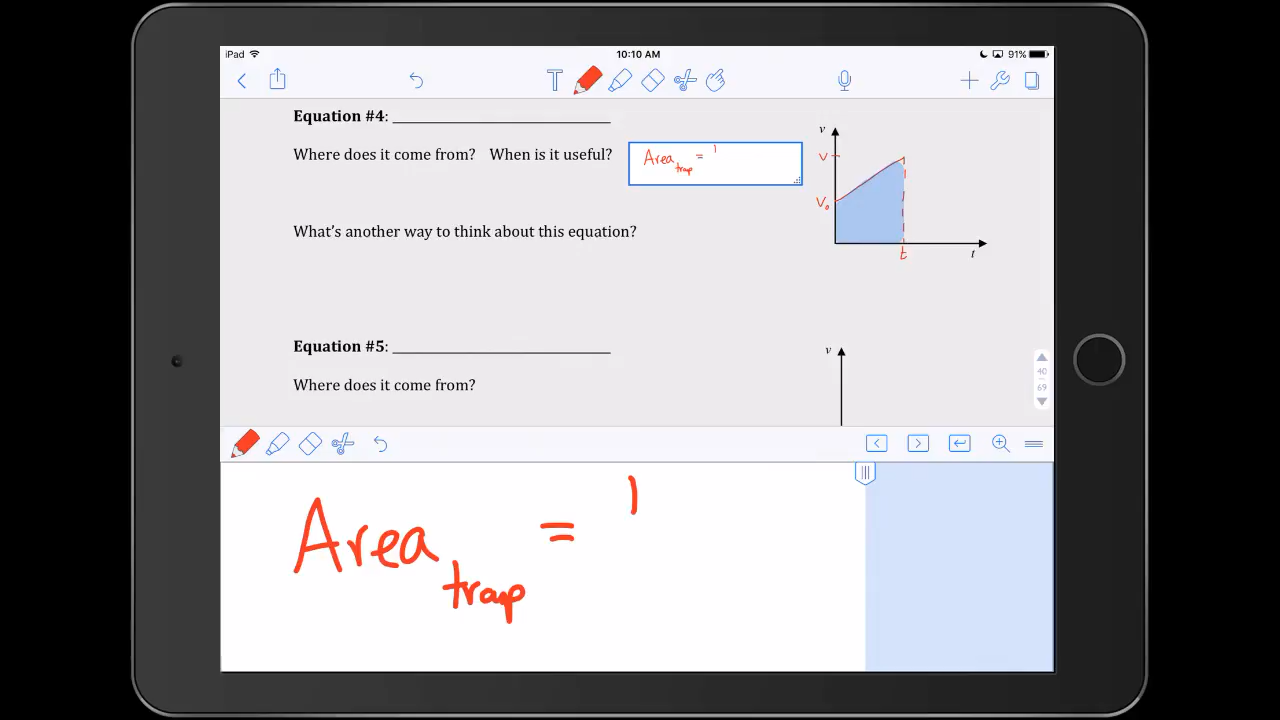 iPad 10:10 AM 91%
T
Equation #4: ____________________
v
Where does it come from? When is it useful?
Area trap = 1
v
v₀
What's another way to think about this equation?
t
t
Equation #5: ____________________
v
Where does it come from?
40
69
Area trap = 1